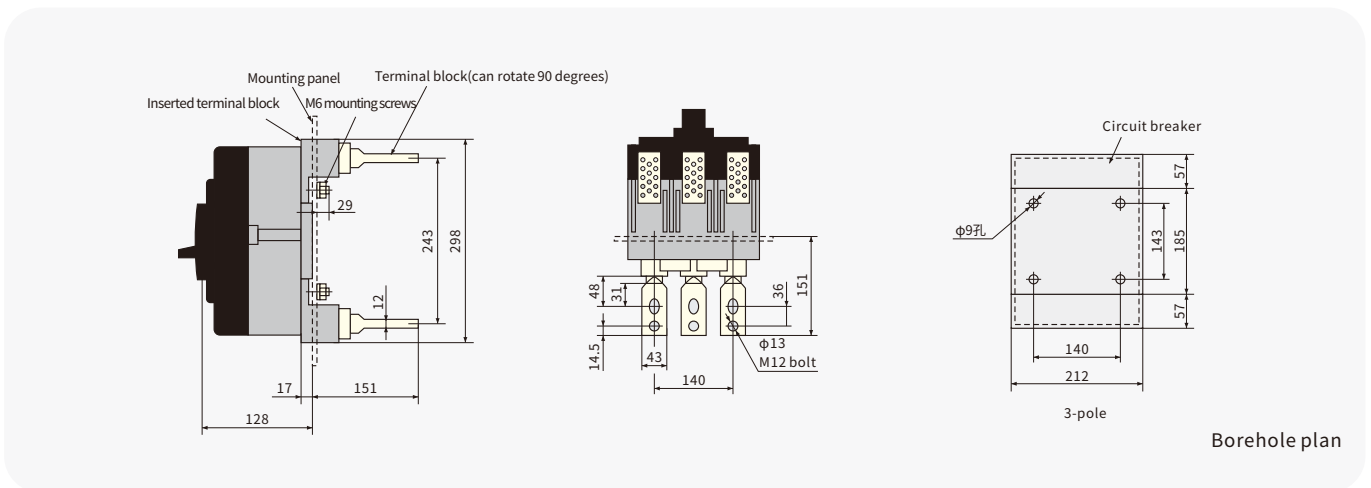 Mounting panel
Terminal block(can rotate 90 degrees)
Inserted terminal block
M6 mounting screws
29
243
298
12
17
151
128
48
31
14.5
43
140
36
151
ф13
M12 bolt
Circuit breaker
ф9孔
57
143
185
57
140
212
3-pole
Borehole plan